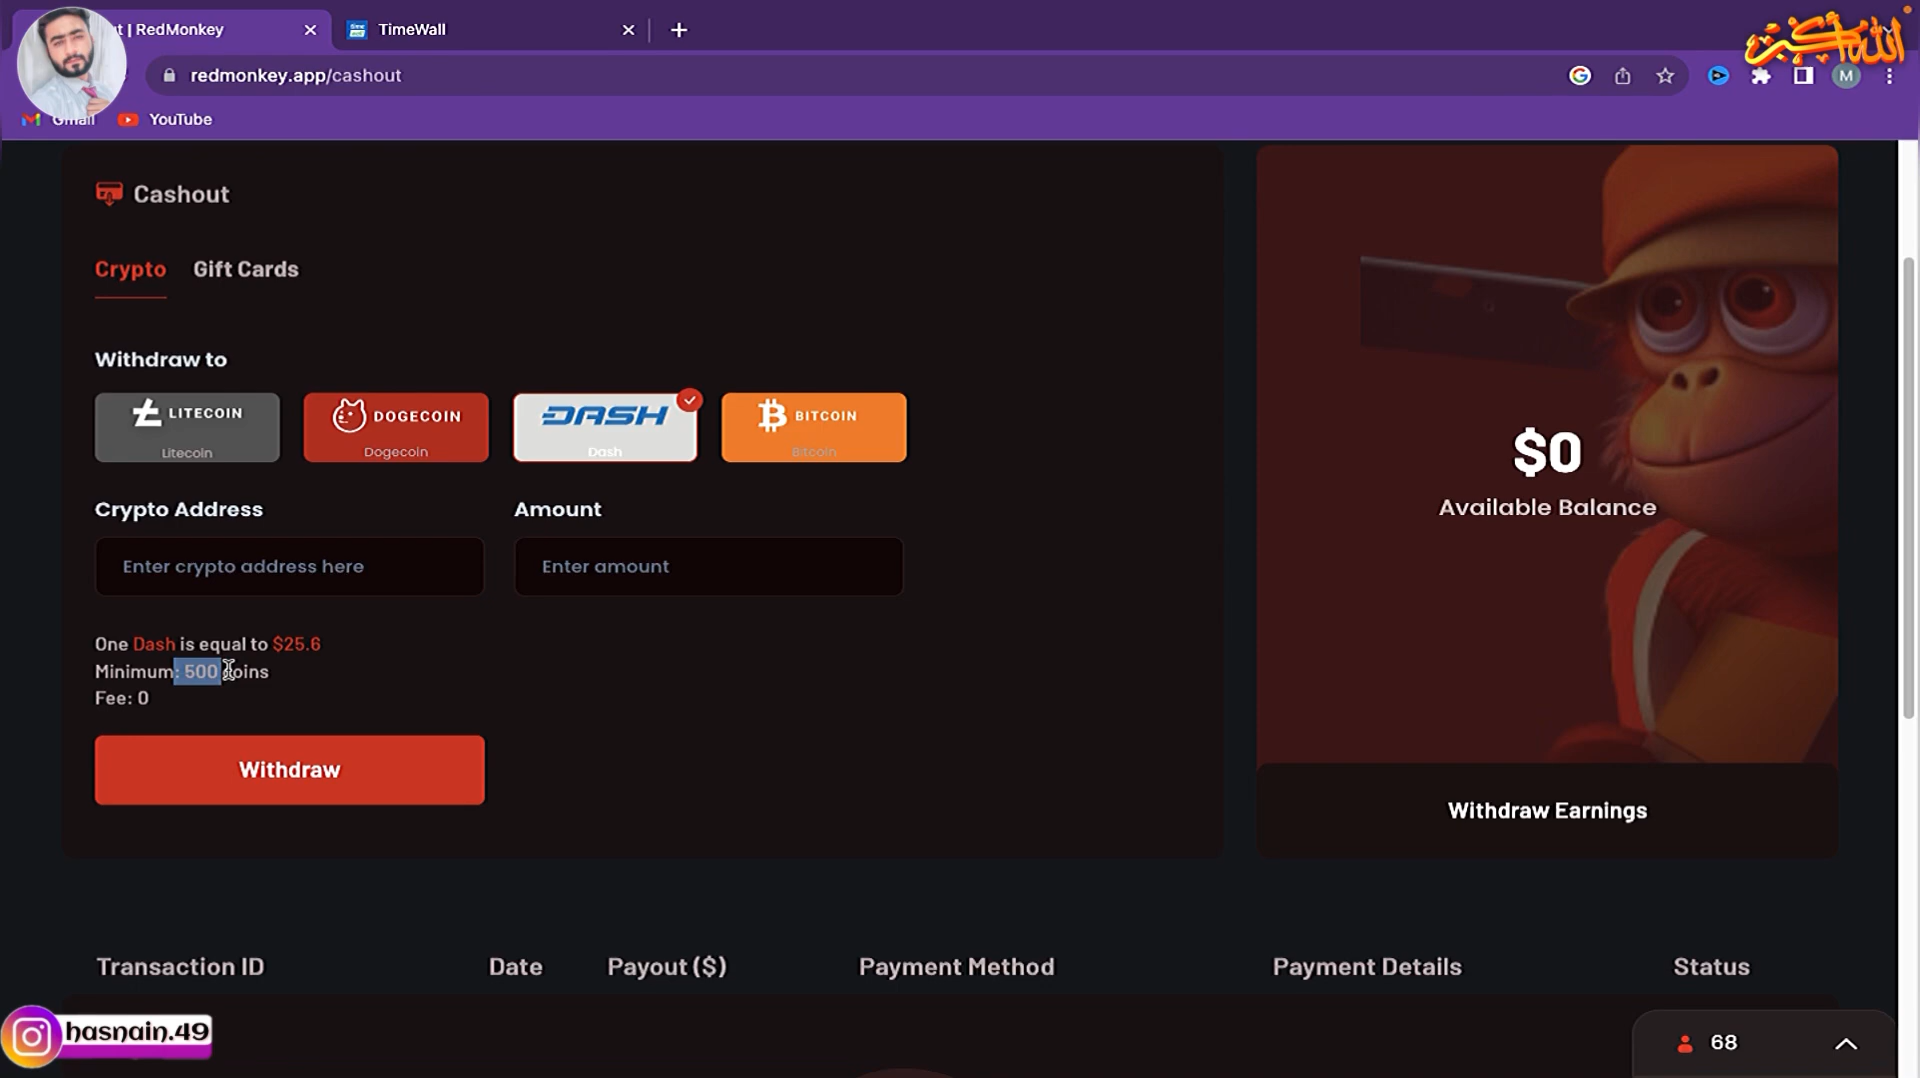 t | RedMonkey
TimeWall
redmonkey.app/cashout
M
Gmail
YouTube
الله أكبر
Cashout
Crypto
Gift Cards
Withdraw to
LITECOIN
Litecoin
DOGECOIN
Dogecoin
DASH
Dash
BITCOIN
Bitcoin
$0
Available Balance
Crypto Address
Amount
Enter crypto address here
Enter amount
One Dash is equal to $25.6
Minimum: 500 coins
Fee: 0
Withdraw
Withdraw Earnings
Transaction ID
Date
Payout ($)
Payment Method
Payment Details
Status
hasnain.49
68